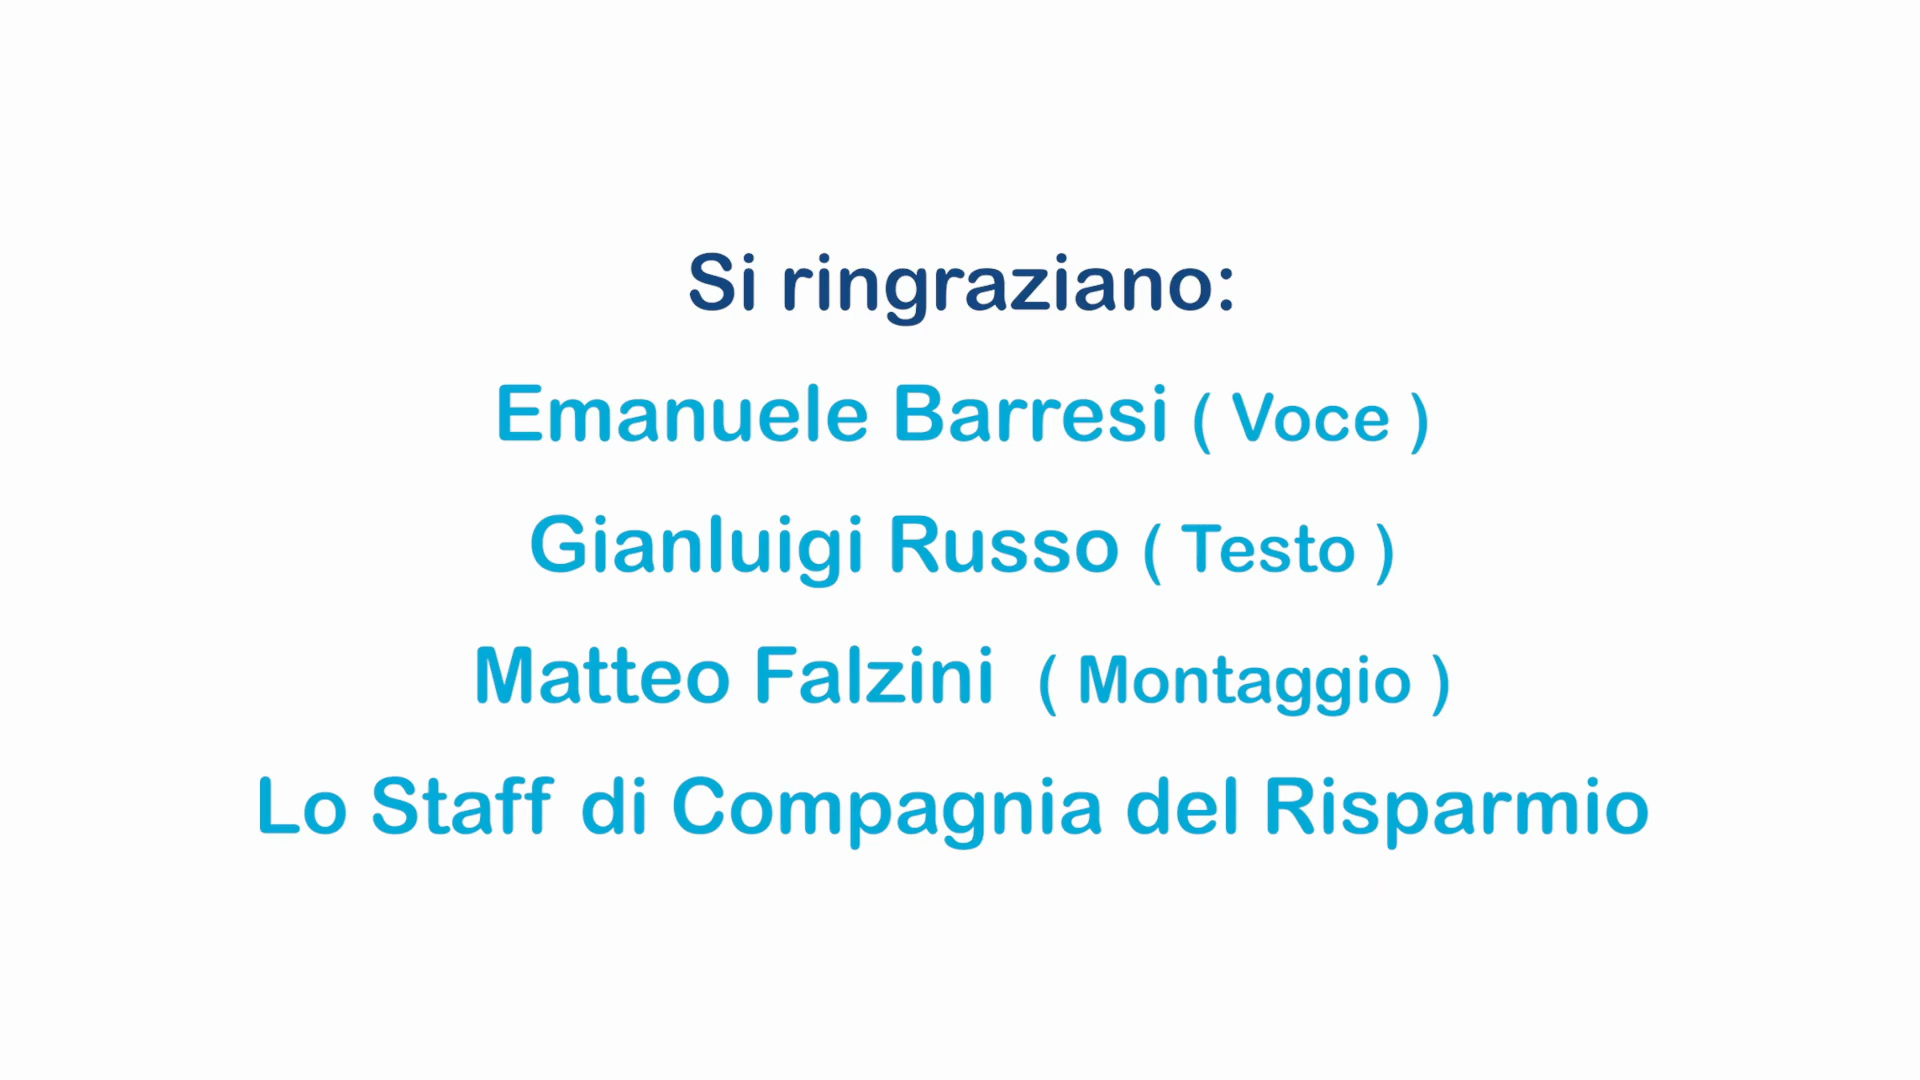 Si ringraziano:
Emanuele Barresi ( Voce )
Gianluigi Russo ( Testo )
Matteo Falzini ( Montaggio )
Lo Staff di Compagnia del Risparmio